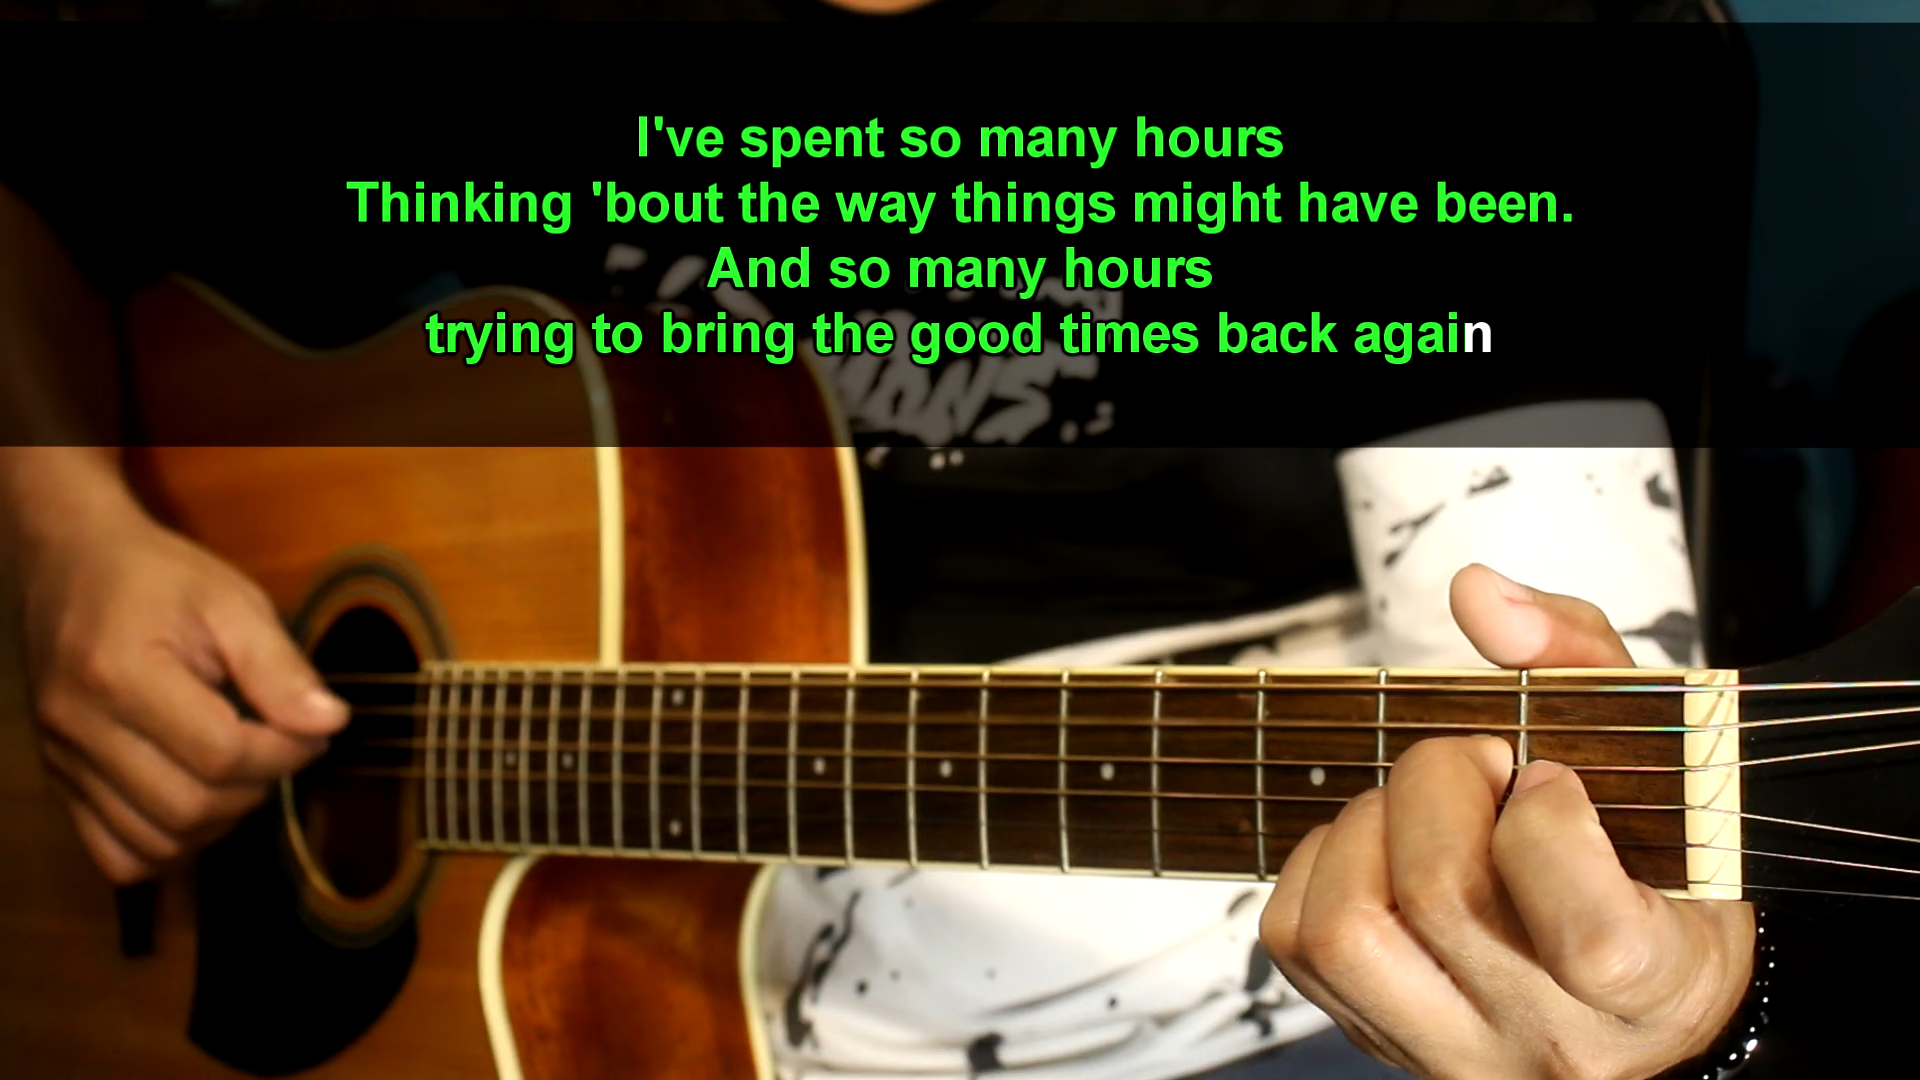 I've spent so many hours
Thinking 'bout the way things might have been.
And so many hours
trying to bring the good times back again